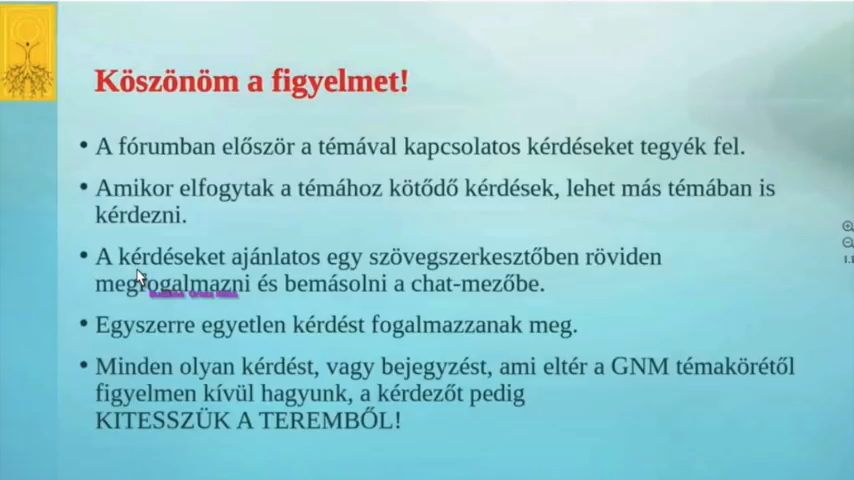 Köszönöm a figyelmet!
• A fórumban először a témával kapcsolatos kérdéseket tegyék fel.
• Amikor elfogytak a témához kötődő kérdések, lehet más témában is
kérdezni.
• A kérdéseket ajánlatos egy szövegszerkesztőben röviden
megfogalmazni és bemásolni a chat-mezőbe.
• Egyszerre egyetlen kérdést fogalmazzanak meg.
• Minden olyan kérdést, vagy bejegyzést, ami eltér a GNM témakörétől
figyelmen kívül hagyunk, a kérdezőt pedig
KITESSZÜK A TEREMBŐL!